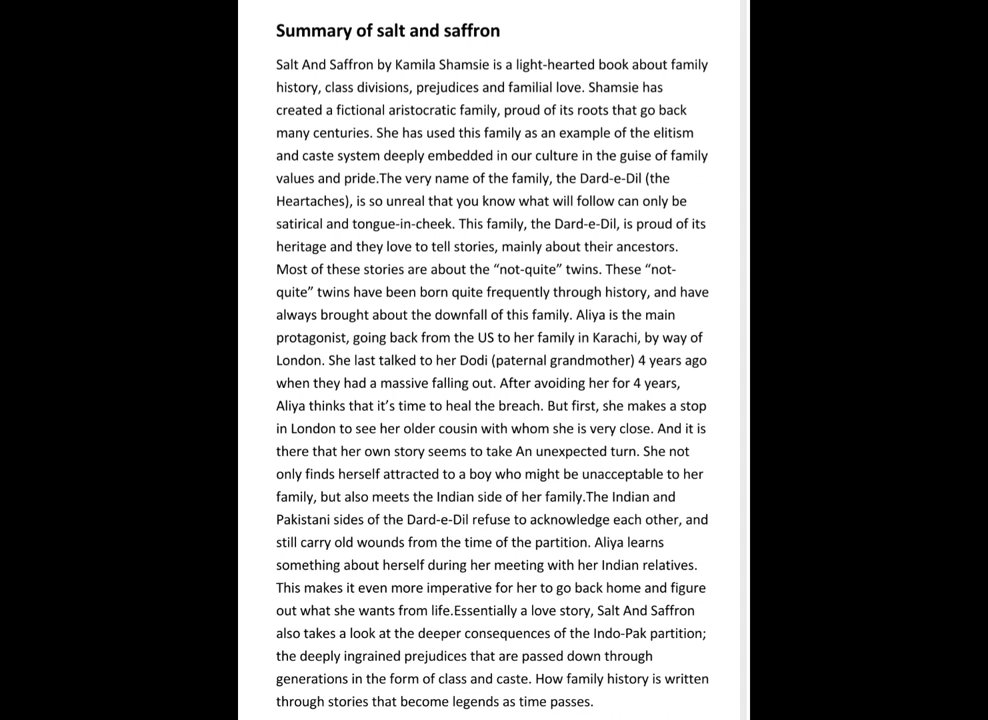 Summary of salt and saffron
Salt And Saffron by Kamila Shamsie is a light-hearted book about family
history, class divisions, prejudices and familial love. Shamsie has
created a fictional aristocratic family, proud of its roots that go back
many centuries. She has used this family as an example of the elitism
and caste system deeply embedded in our culture in the guise of family
values and pride.The very name of the family, the Dard-e-Dil (the
Heartaches), is so unreal that you know what will follow can only be
satirical and tongue-in-cheek. This family, the Dard-e-Dil, is proud of its
heritage and they love to tell stories, mainly about their ancestors.
Most of these stories are about the “not-quite” twins. These “not-
quite” twins have been born quite frequently through history, and have
always brought about the downfall of this family. Aliya is the main
protagonist, going back from the US to her family in Karachi, by way of
London. She last talked to her Dodi (paternal grandmother) 4 years ago
when they had a massive falling out. After avoiding her for 4 years,
Aliya thinks that it’s time to heal the breach. But first, she makes a stop
in London to see her older cousin with whom she is very close. And it is
there that her own story seems to take An unexpected turn. She not
only finds herself attracted to a boy who might be unacceptable to her
family, but also meets the Indian side of her family.The Indian and
Pakistani sides of the Dard-e-Dil refuse to acknowledge each other, and
still carry old wounds from the time of the partition. Aliya learns
something about herself during her meeting with her Indian relatives.
This makes it even more imperative for her to go back home and figure
out what she wants from life.Essentially a love story, Salt And Saffron
also takes a look at the deeper consequences of the Indo-Pak partition;
the deeply ingrained prejudices that are passed down through
generations in the form of class and caste. How family history is written
through stories that become legends as time passes.